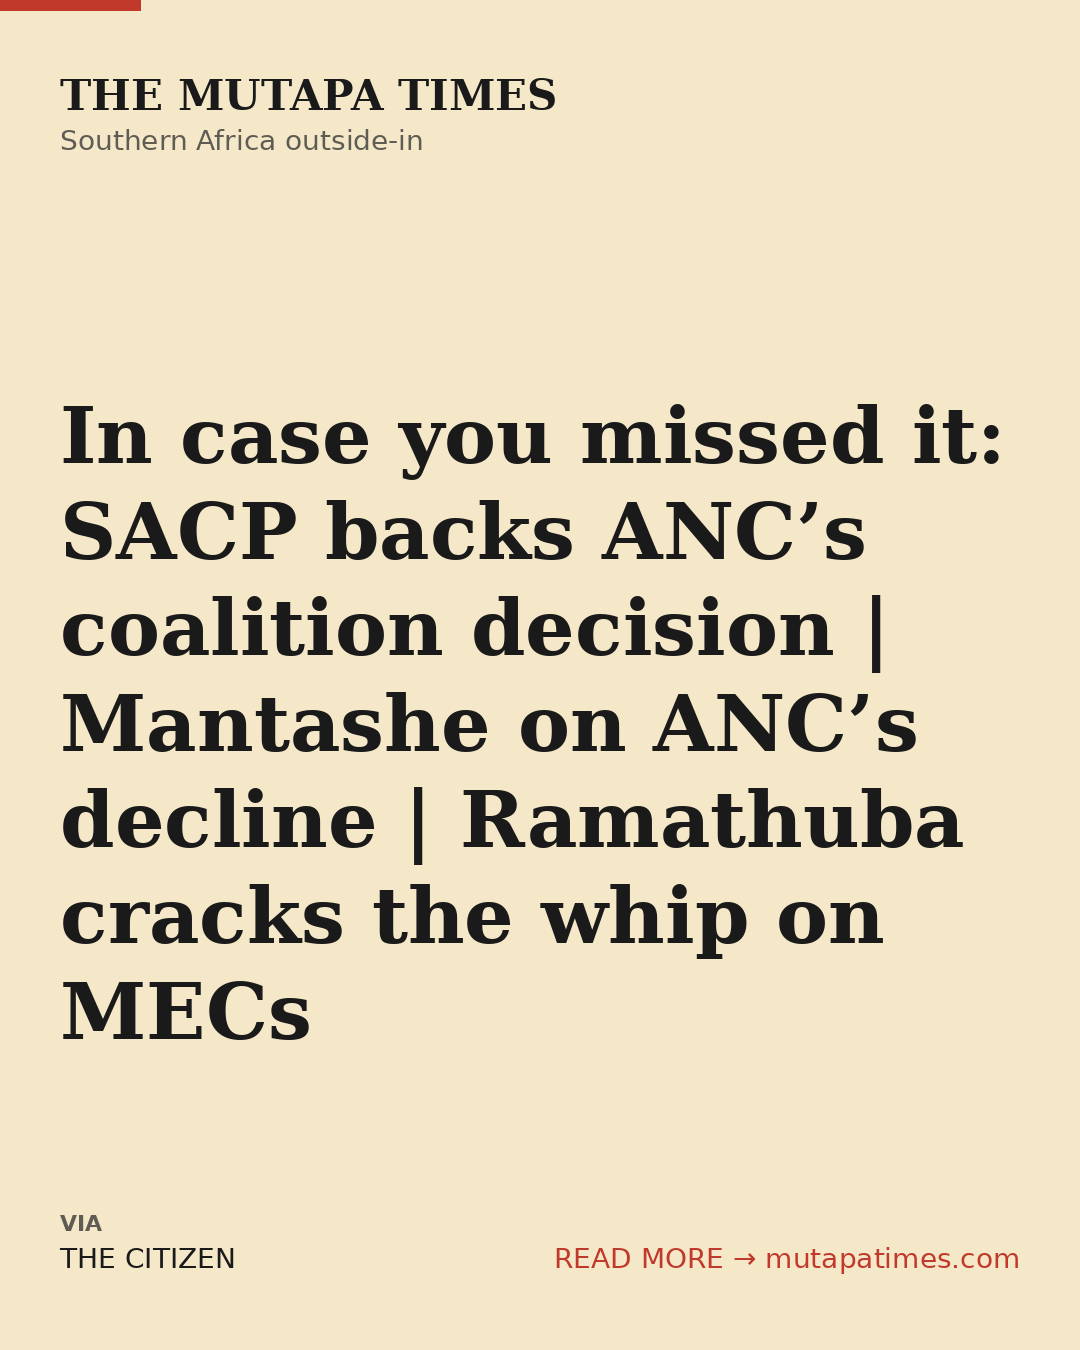 THE MUTAPA TIMES
Southern Africa outside-in
In case you missed it:
SACP backs ANC’s
coalition decision |
Mantashe on ANC’s
decline | Ramathuba
cracks the whip on
MECs
VIA
THE CITIZEN
READ MORE → mutapatimes.com